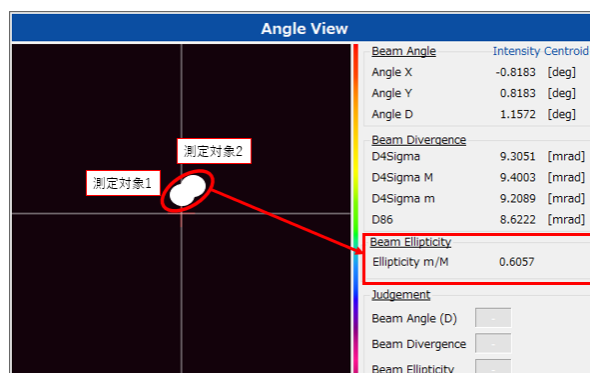 Angle View
Beam Angle Intensity Centroid
Angle X -0.8183 [deg]
Angle Y 0.8183 [deg]
Angle D 1.1572 [deg]
Beam Divergence
D4Sigma 9.3051 [mrad]
D4Sigma M 9.4003 [mrad]
D4Sigma m 9.2089 [mrad]
D86 8.6222 [mrad]
Beam Ellipticity
Ellipticity m/M 0.6057
Judgement
Beam Angle (D) -
Beam Divergence -
Beam Ellipticity -
測定対象2
測定対象1